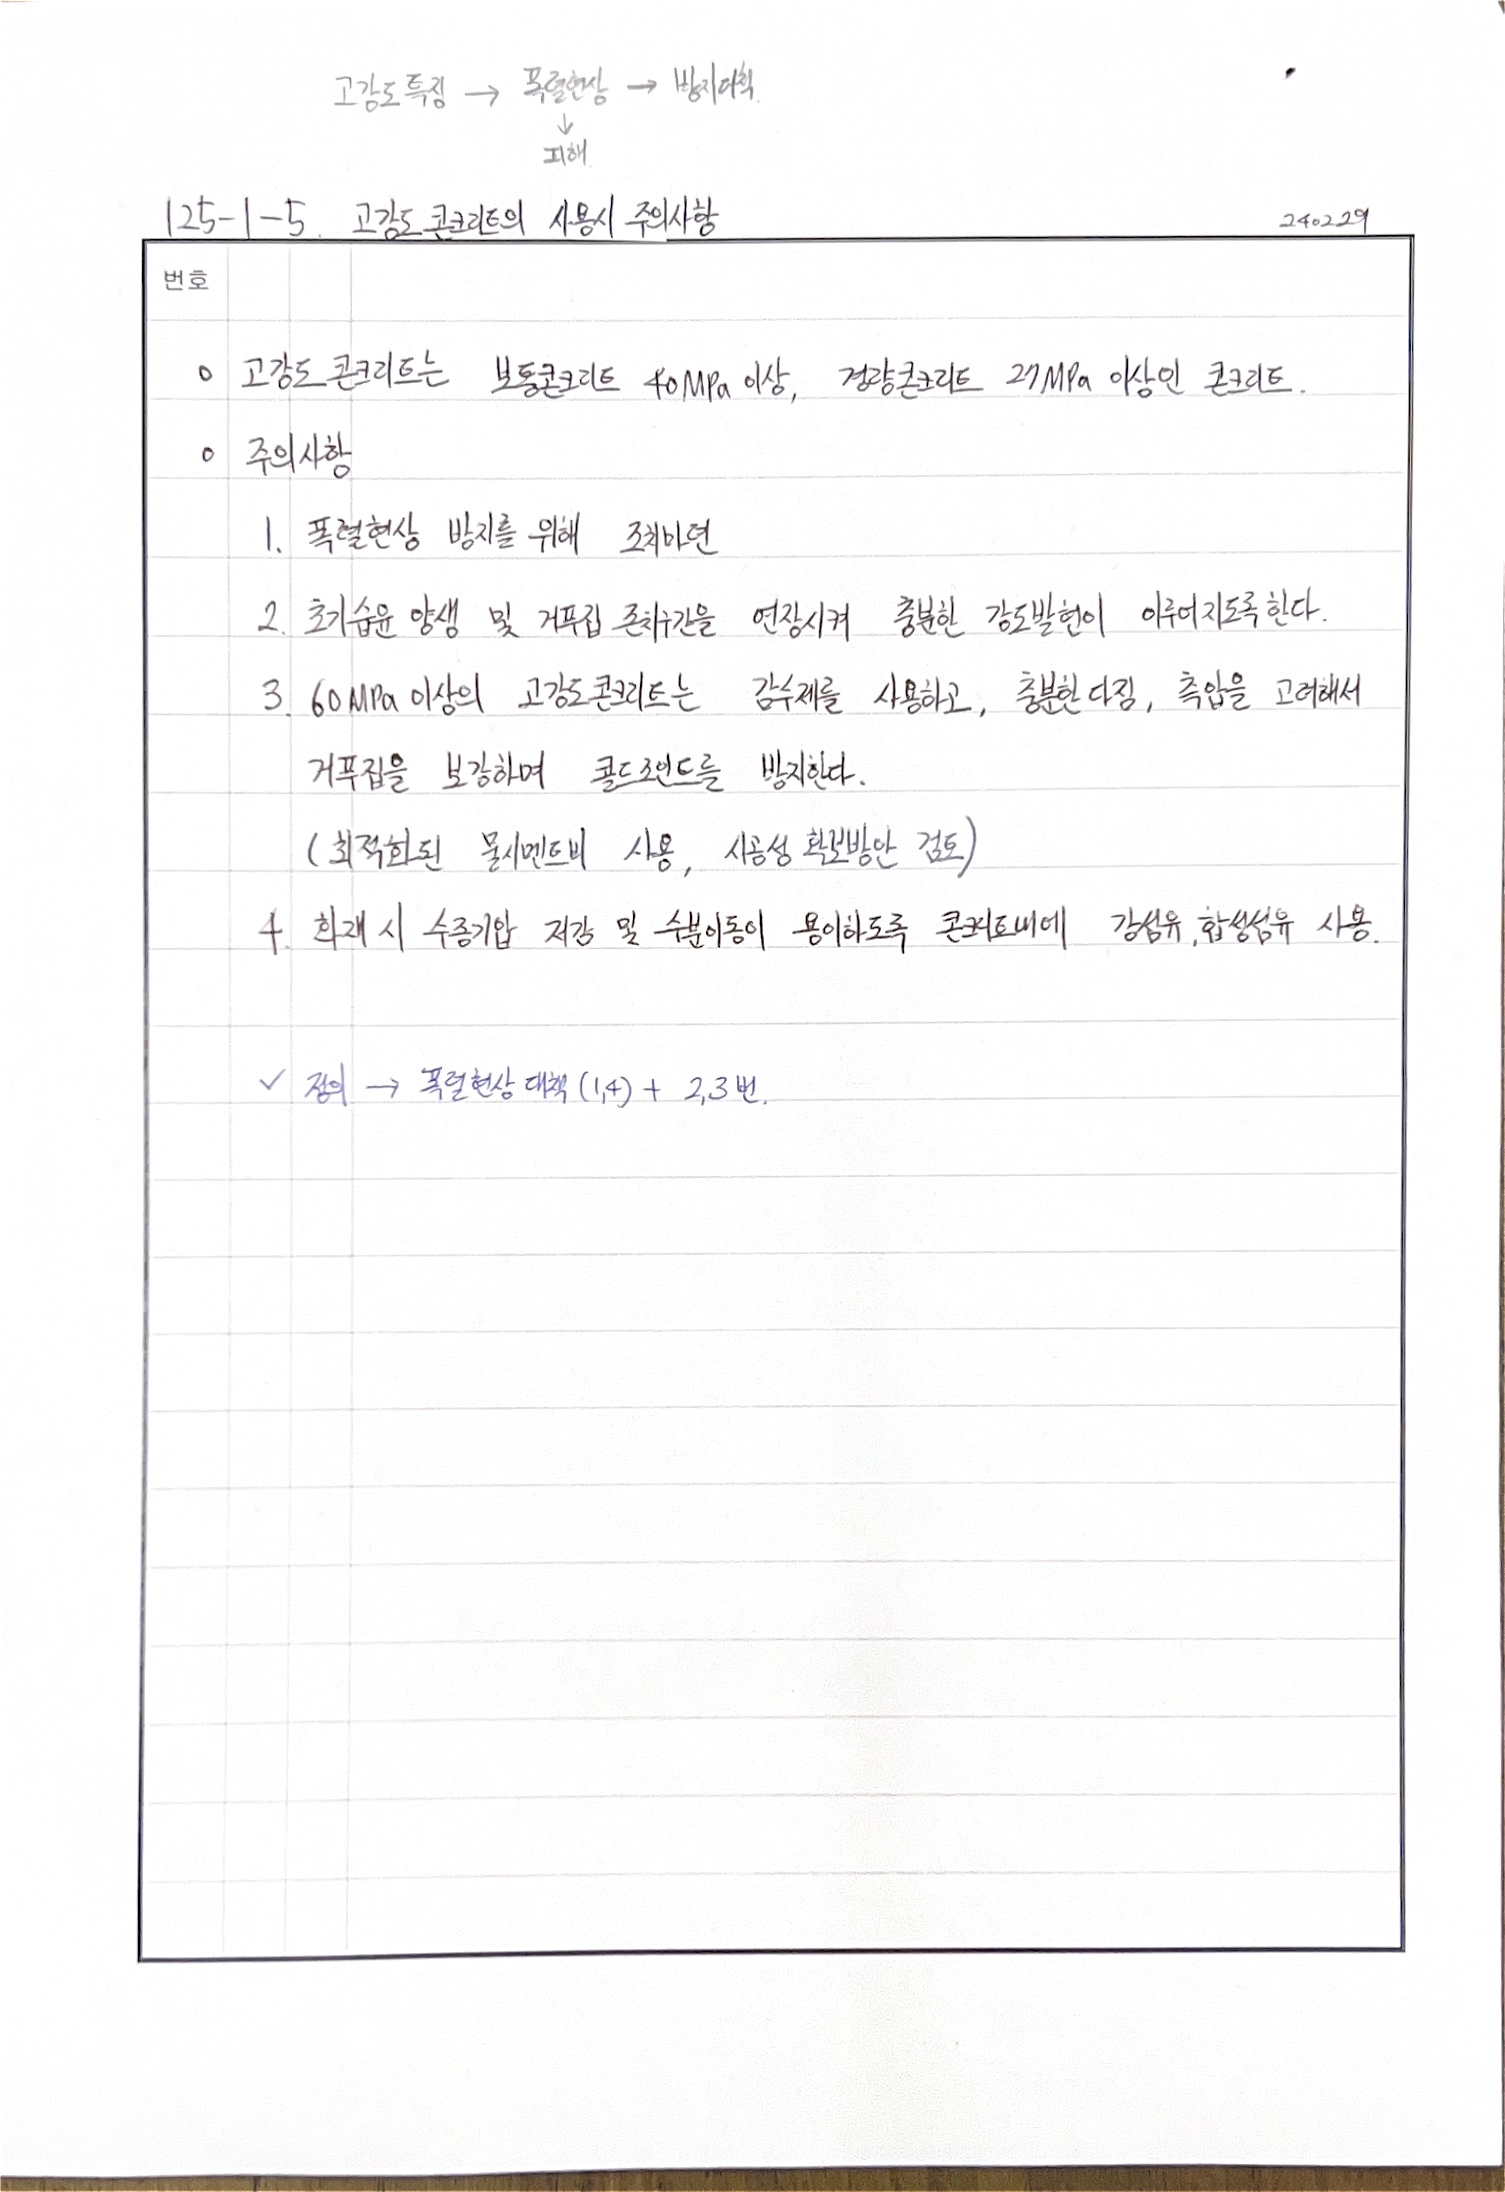 고강도 특징 → 폭렬현상 → 방지대책.
↓
피해
125-1-5. 고강도 콘크리트의 사용시 주의사항
240229
번호
o 고강도 콘크리트는 보통콘크리트 40MPa 이상, 경량콘크리트 27MPa 이상인 콘크리트.
o 주의사항
1. 폭렬현상 방지를 위해 조치마련
2. 초기습윤 양생 및 거푸집 존치기간을 연장시켜 충분한 강도발현이 이루어지도록한다.
3. 60MPa 이상의 고강도콘크리트는 감수제를 사용하고, 충분한 다짐, 측압을 고려해서
거푸집을 보강하며 콜드조인트를 방지한다.
(최적화된 물시멘트비 사용, 시공성 확보방안 검토)
4. 화재 시 수증기압 저감 및 수분이동이 용이하도록 콘크리트내에 강섬유, 합성섬유 사용.
✓ 정의 → 폭렬현상 대책 (1,4) + 2,3번.